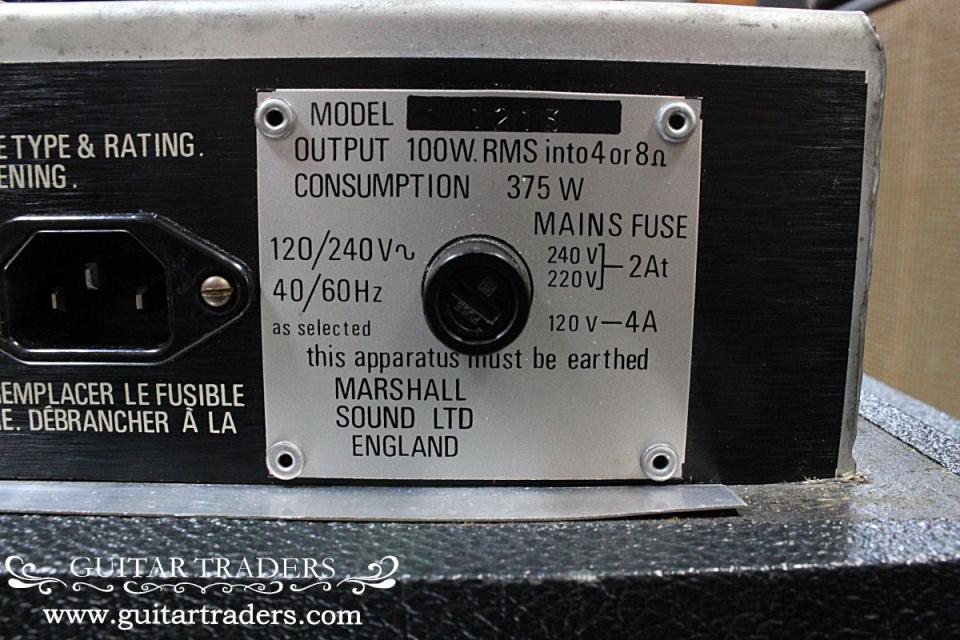 E TYPE & RATING.
ENING.
MODEL
OUTPUT 100W. RMS into 4 or 8Ω
CONSUMPTION 375 W
MAINS FUSE
120/240V~
240 V
220V
2At
40/60Hz
as selected
120 V—4A
this apparatus must be earthed
MARSHALL
SOUND LTD
ENGLAND
EMPLACER LE FUSIBLE
E. DÉBRANCHER À LA
GUITAR TRADERS
www.guitartraders.com